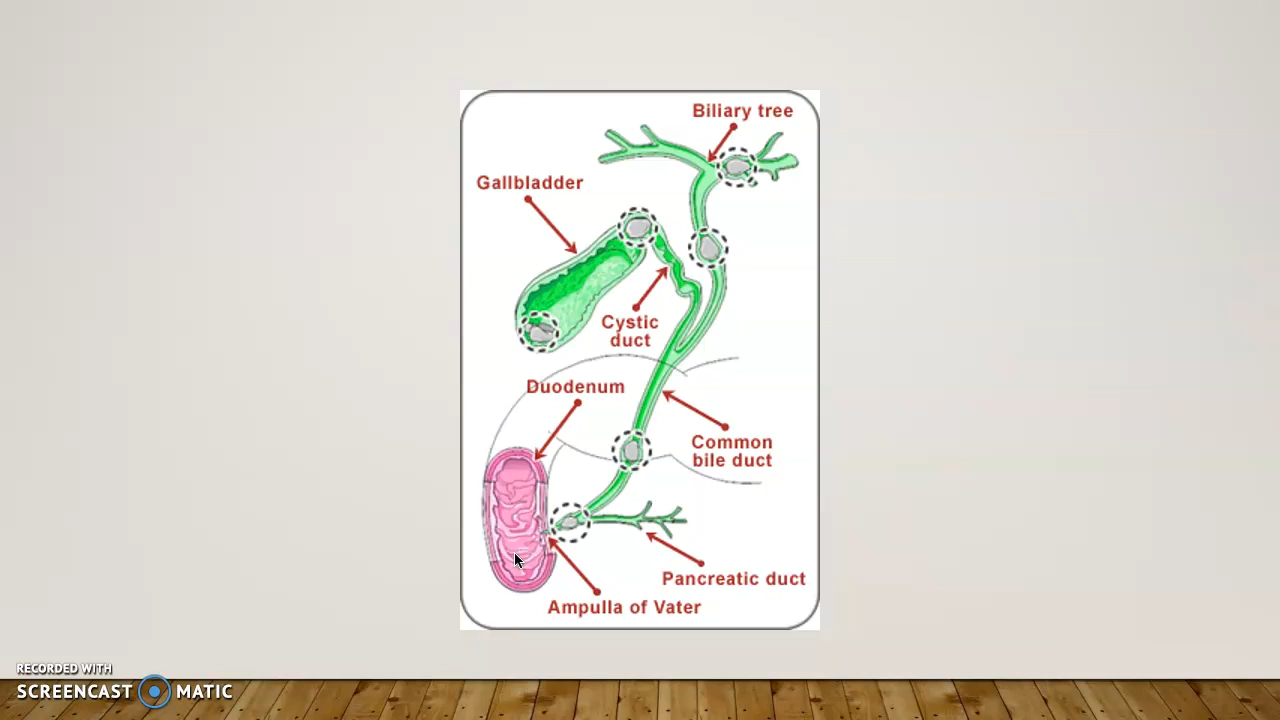 Biliary tree
Gallbladder
Cystic
duct
Duodenum
Common
bile duct
Pancreatic duct
Ampulla of Vater
RECORDED WITH
SCREENCAST MATIC